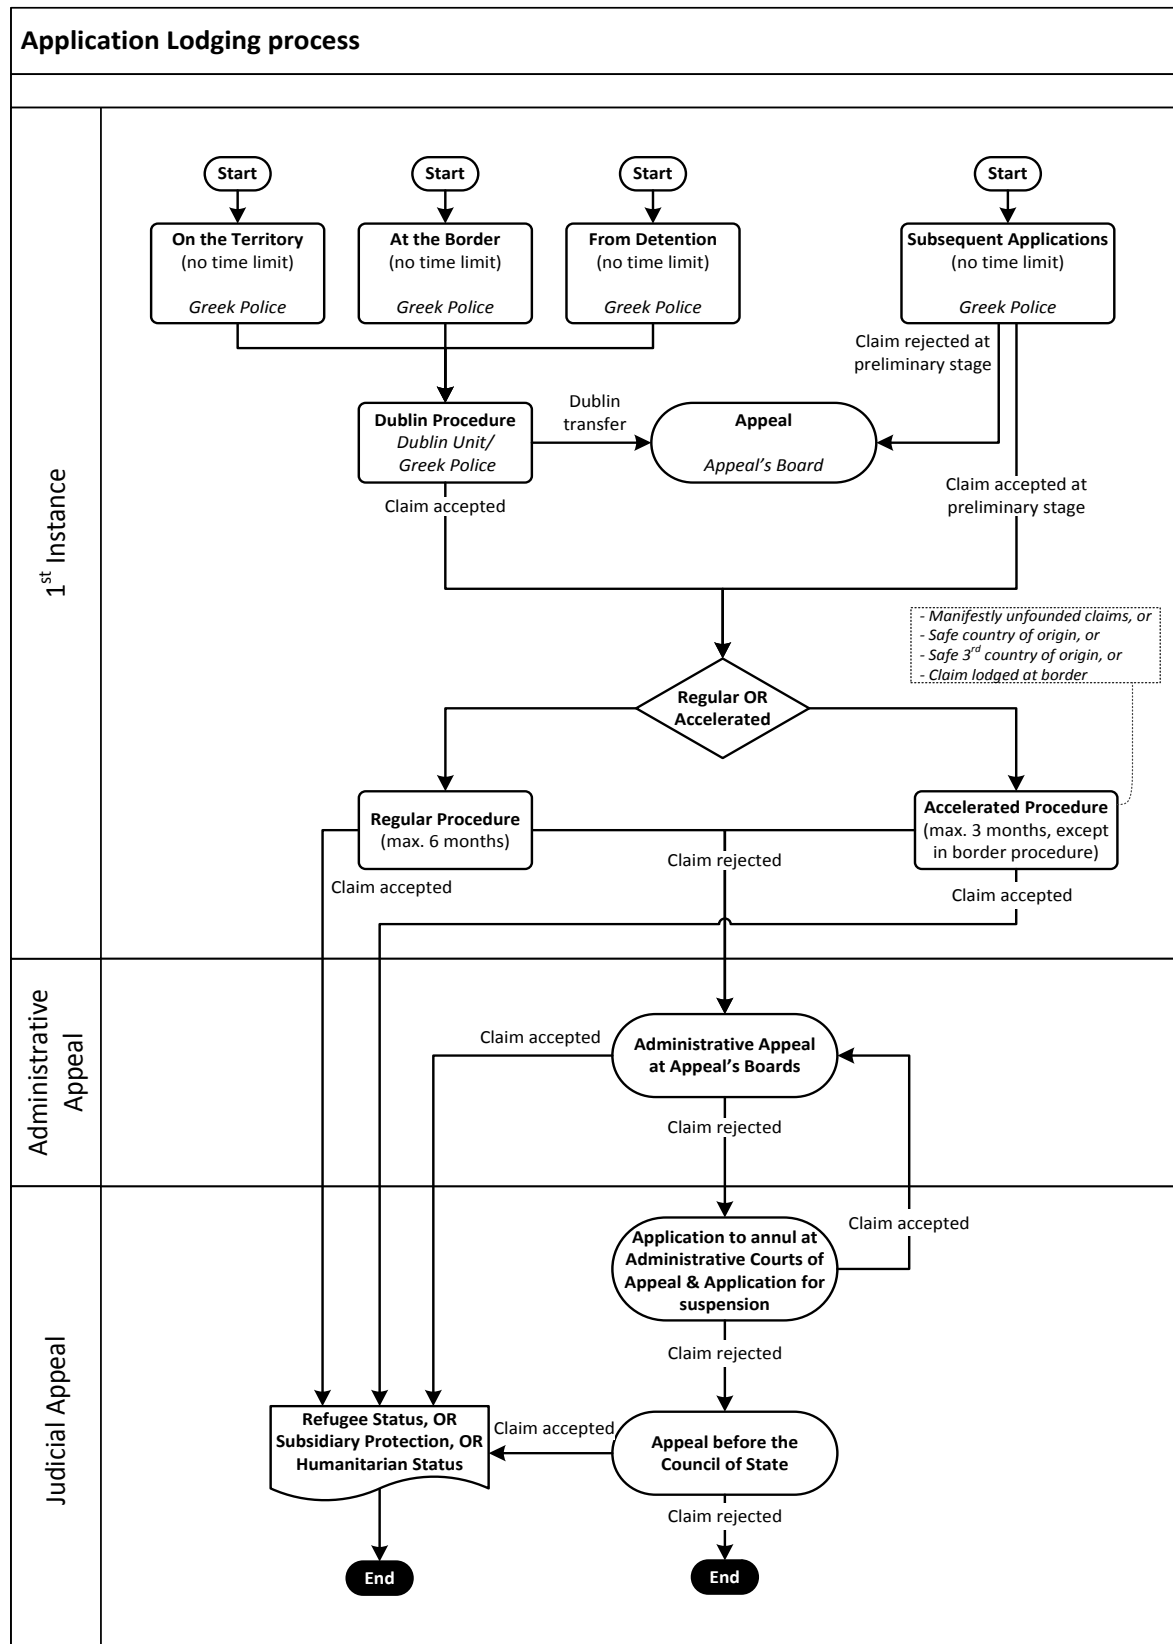 Application Lodging process
1st Instance
Start
Start
Start
Start
On the Territory
(no time limit)
Greek Police
At the Border
(no time limit)
Greek Police
From Detention
(no time limit)
Greek Police
Subsequent Applications
(no time limit)
Greek Police
Claim rejected at
preliminary stage
Dublin Procedure
Dublin Unit/
Greek Police
Dublin
transfer
Appeal
Appeal's Board
Claim accepted
Claim accepted at
preliminary stage
- Manifestly unfounded claims, or
- Safe country of origin, or
- Safe 3rd country of origin, or
- Claim lodged at border
Regular OR
Accelerated
Regular Procedure
(max. 6 months)
Accelerated Procedure
(max. 3 months, except
in border procedure)
Claim accepted
Claim rejected
Claim accepted
Administrative
Appeal
Claim accepted
Administrative Appeal
at Appeal's Boards
Claim rejected
Judicial Appeal
Application to annul at
Administrative Courts of
Appeal & Application for
suspension
Claim accepted
Claim rejected
Refugee Status, OR
Subsidiary Protection, OR
Humanitarian Status
Claim accepted
Appeal before the
Council of State
Claim rejected
End
End